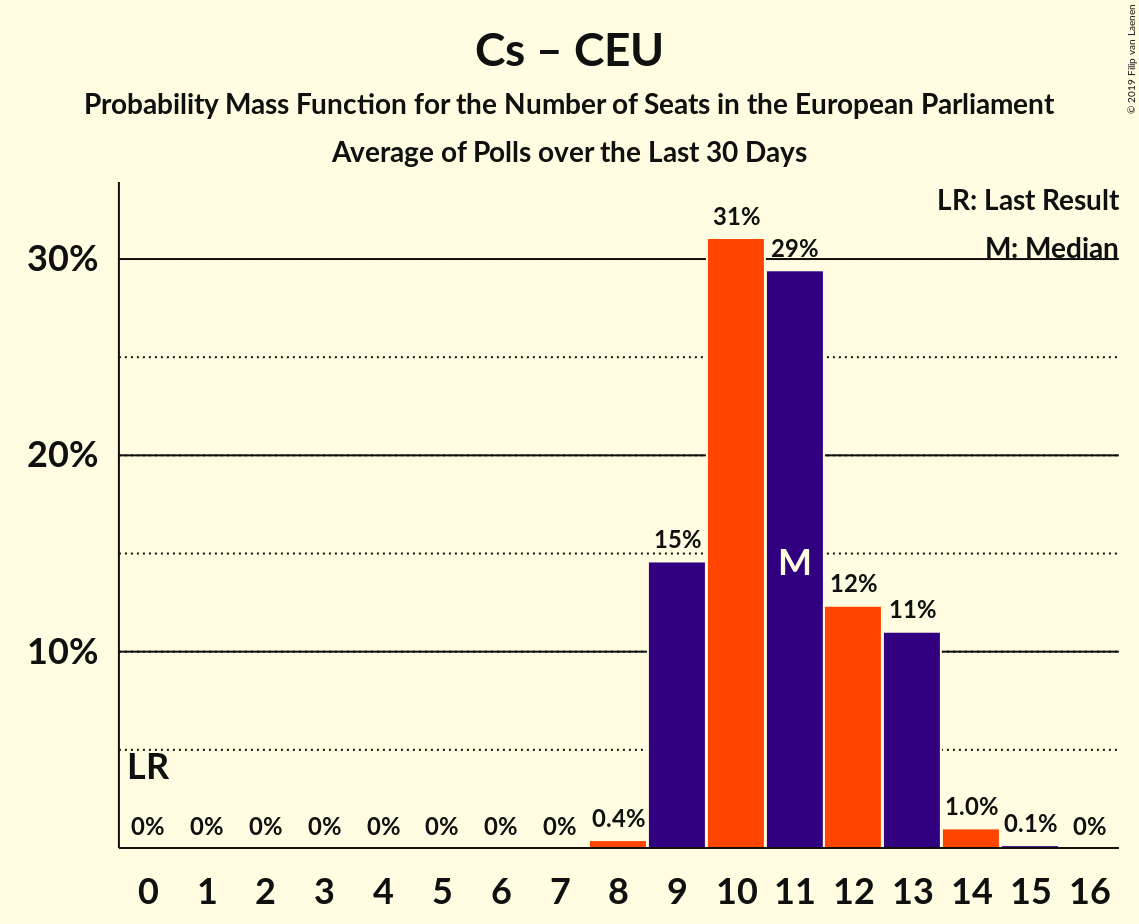 Cs – CEU
Probability Mass Function for the Number of Seats in the European Parliament
Average of Polls over the Last 30 Days
© 2019 Filip van Laenen
LR: Last Result
M: Median
30%
20%
10%
31%
29%
15%
M
12%
11%
LR
0% 0% 0% 0% 0% 0% 0% 0% 0.4% 1.0% 0.1% 0%
0 1 2 3 4 5 6 7 8 9 10 11 12 13 14 15 16